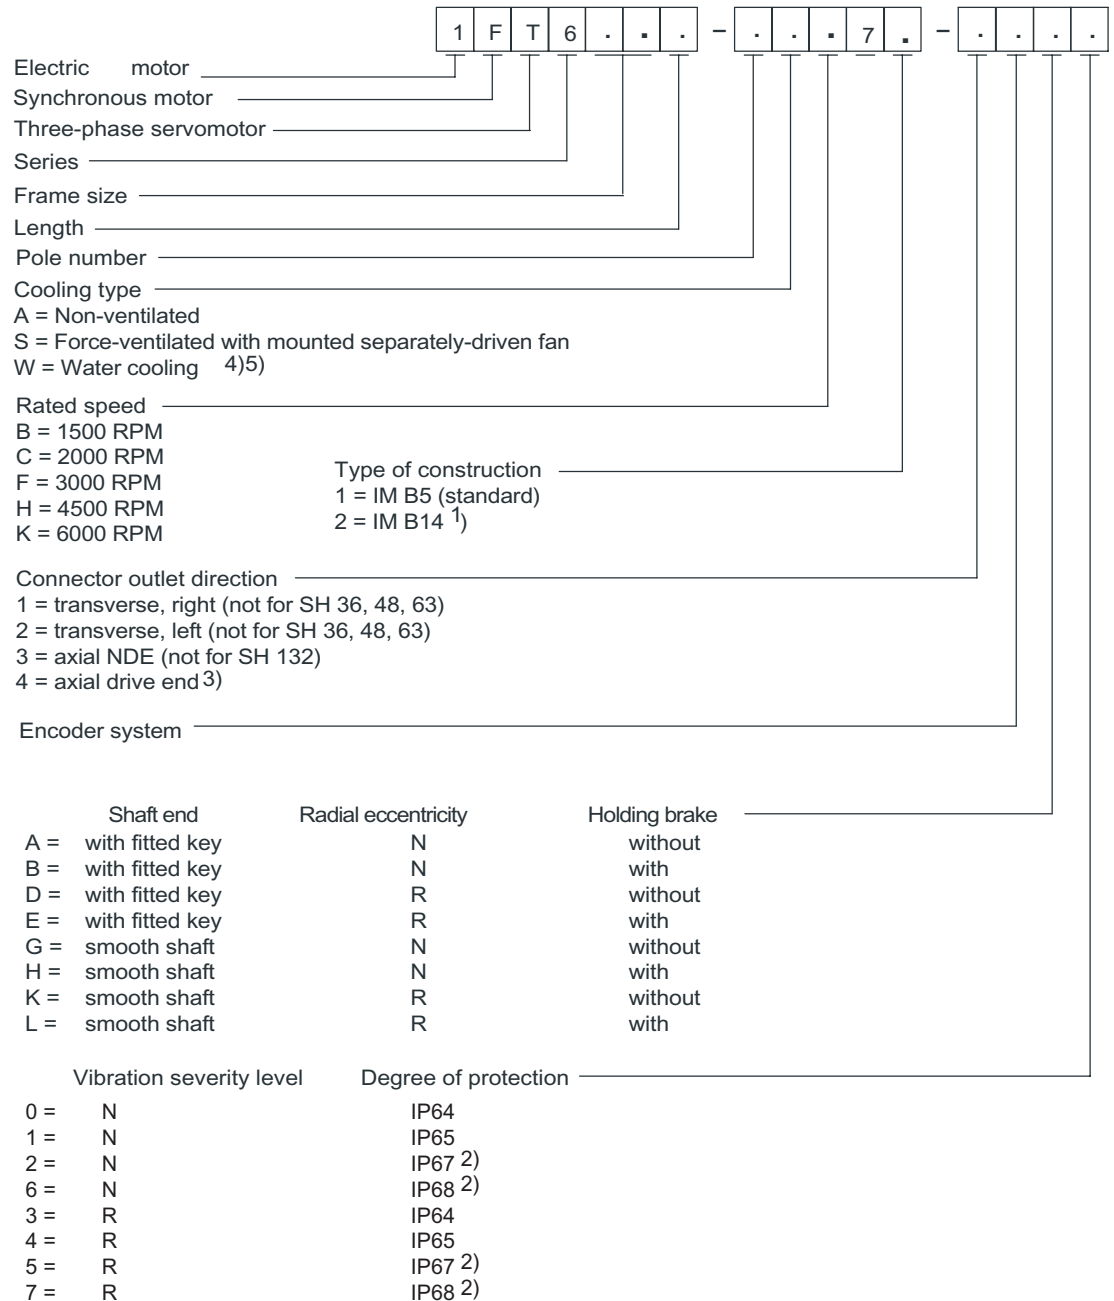 1 F T 6 . . . – . . . 7 . – . . . .
Electric motor
Synchronous motor
Three-phase servomotor
Series
Frame size
Length
Pole number
Cooling type
A = Non-ventilated
S = Force-ventilated with mounted separately-driven fan
W = Water cooling 4)5)
Rated speed
B = 1500 RPM
C = 2000 RPM
F = 3000 RPM
H = 4500 RPM
K = 6000 RPM
Type of construction
1 = IM B5 (standard)
2 = IM B14 1)
Connector outlet direction
1 = transverse, right (not for SH 36, 48, 63)
2 = transverse, left (not for SH 36, 48, 63)
3 = axial NDE (not for SH 132)
4 = axial drive end 3)
Encoder system
Shaft end Radial eccentricity Holding brake
A = with fitted key N without
B = with fitted key N with
D = with fitted key R without
E = with fitted key R with
G = smooth shaft N without
H = smooth shaft N with
K = smooth shaft R without
L = smooth shaft R with
Vibration severity level Degree of protection
0 = N IP64
1 = N IP65
2 = N IP67 2)
6 = N IP68 2)
3 = R IP64
4 = R IP65
5 = R IP67 2)
7 = R IP68 2)